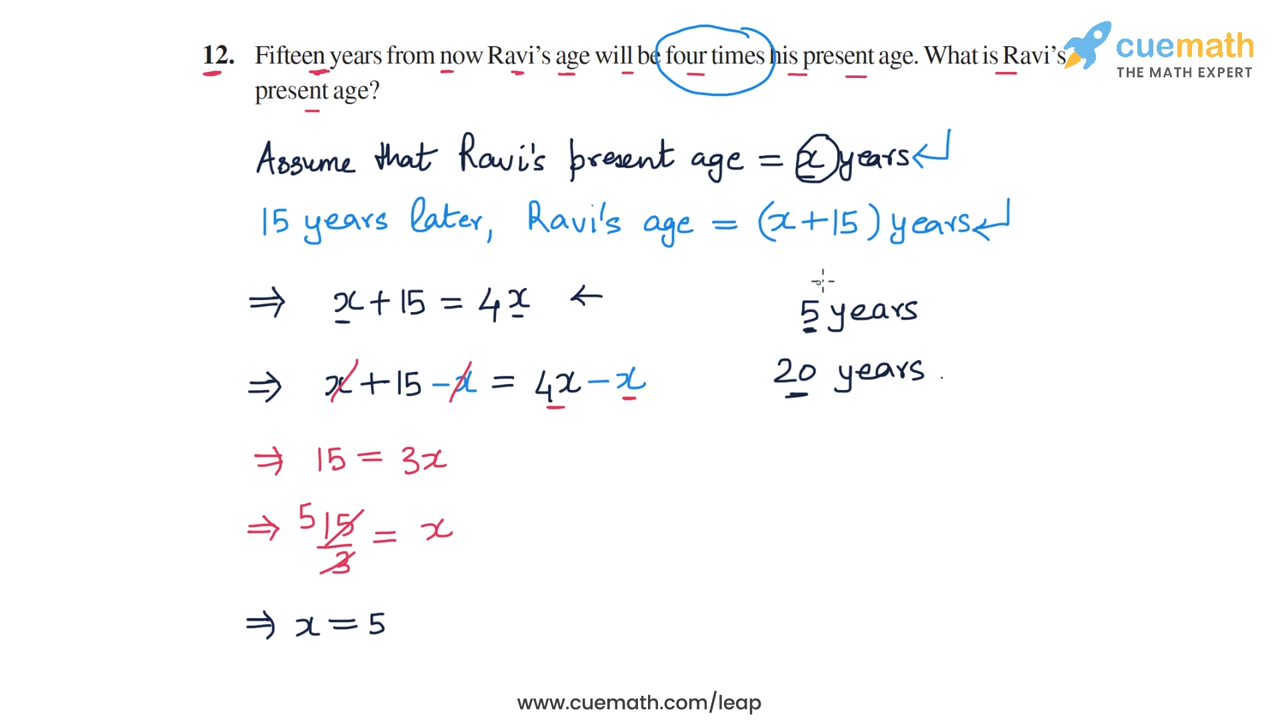 12. Fifteen years from now Ravi's age will be four times his present age. What is Ravi's
present age?
cuemath
THE MATH EXPERT
Assume that Ravi's present age = x years
15 years later, Ravi's age = (x+15) years
⇒ x+15 = 4x ←
5 years
⇒ x+15-x = 4x-x
20 years.
⇒ 15 = 3x
⇒ 5 15/3 = x
⇒ x = 5
www.cuemath.com/leap